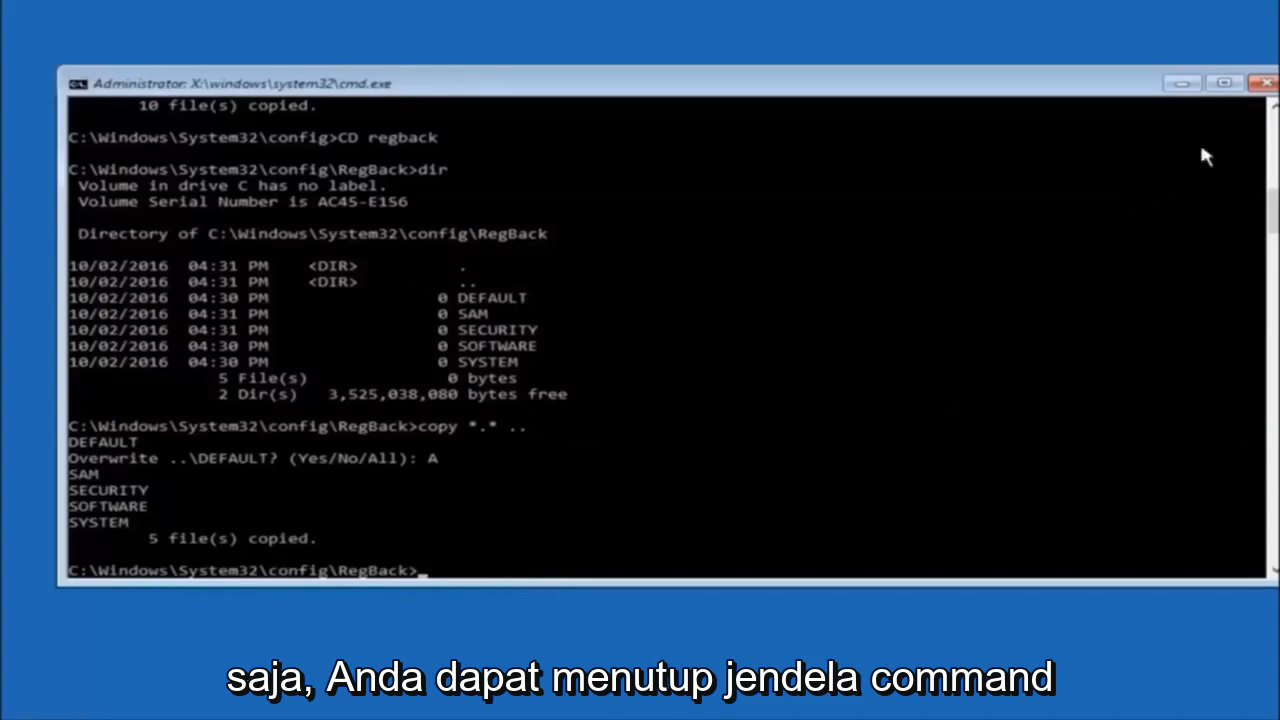 Administrator: X:\windows\system32\cmd.exe
10 file(s) copied.
C:\Windows\System32\config>CD regback
C:\Windows\System32\config\RegBack>dir
Volume in drive C has no label.
Volume Serial Number is AC45-E156
Directory of C:\Windows\System32\config\RegBack
10/02/2016 04:31 PM <DIR> .
10/02/2016 04:31 PM <DIR> ..
10/02/2016 04:30 PM 0 DEFAULT
10/02/2016 04:31 PM 0 SAM
10/02/2016 04:31 PM 0 SECURITY
10/02/2016 04:30 PM 0 SOFTWARE
10/02/2016 04:30 PM 0 SYSTEM
5 File(s) 0 bytes
2 Dir(s) 3,525,038,080 bytes free
C:\Windows\System32\config\RegBack>copy *.* ..
DEFAULT
Overwrite ..\DEFAULT? (Yes/No/All): A
SAM
SECURITY
SOFTWARE
SYSTEM
5 file(s) copied.
C:\Windows\System32\config\RegBack>_
saja, Anda dapat menutup jendela command